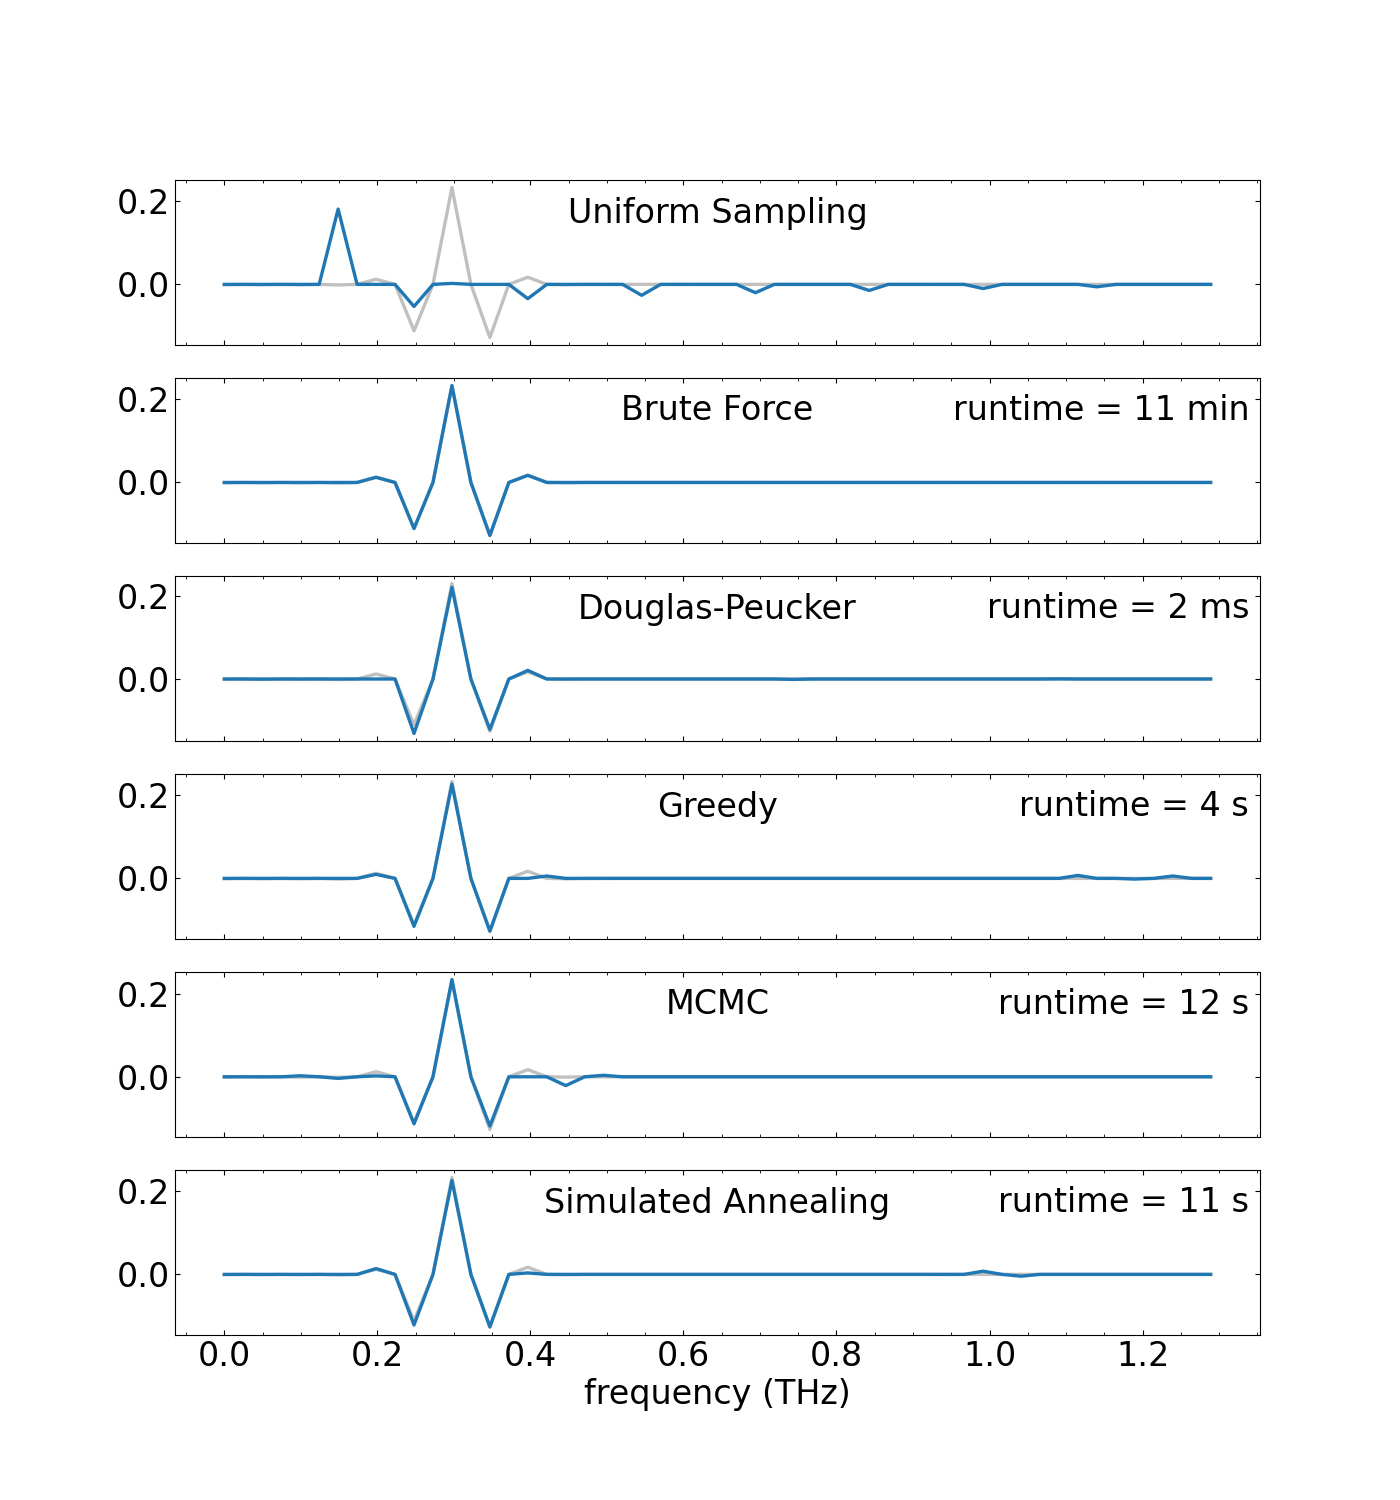 Uniform Sampling
0.2
0.0
Brute Force runtime = 11 min
0.2
0.0
Douglas-Peucker runtime = 2 ms
0.2
0.0
Greedy runtime = 4 s
0.2
0.0
MCMC runtime = 12 s
0.2
0.0
Simulated Annealing runtime = 11 s
0.2
0.0
0.0 0.2 0.4 0.6 0.8 1.0 1.2
frequency (THz)